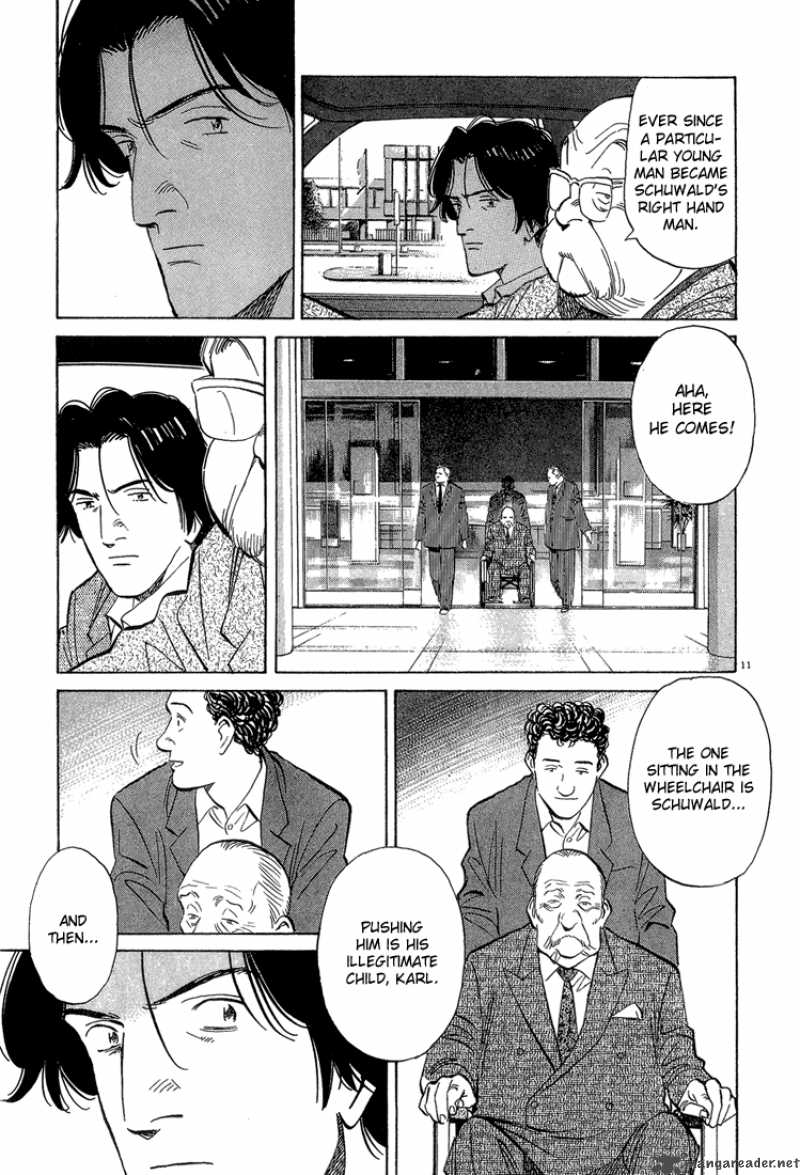 EVER SINCE
A PARTICU-
LAR YOUNG
MAN BECAME
SCHUWALD'S
RIGHT HAND
MAN.
AHA,
HERE
HE COMES!
11
THE ONE
SITTING IN THE
WHEELCHAIR IS
SCHUWALD...
PUSHING
HIM IS HIS
ILLEGITIMATE
CHILD, KARL.
AND
THEN...
mangareader.net